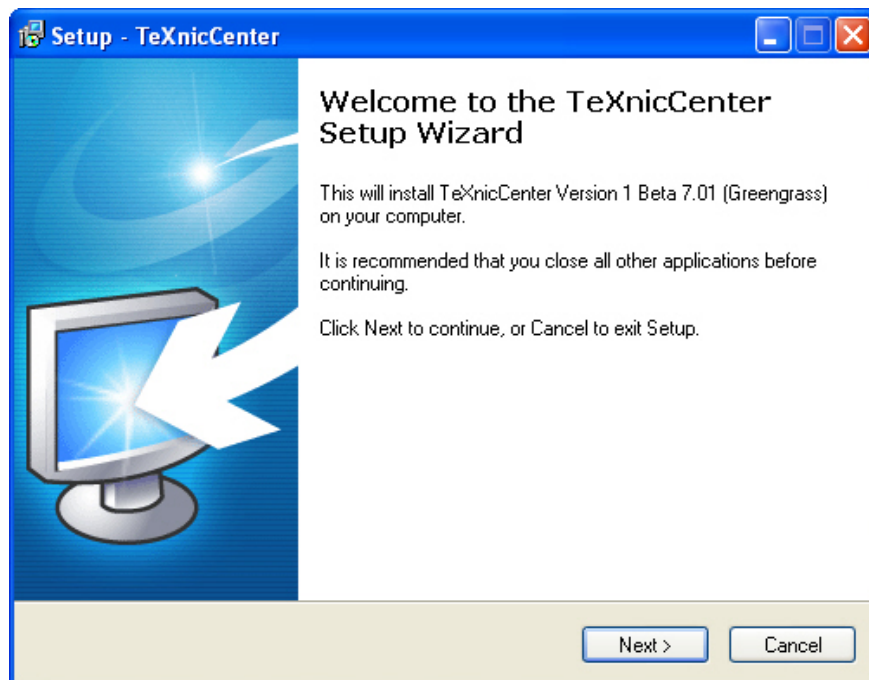 Setup - TeXnicCenter
Welcome to the TeXnicCenter
Setup Wizard
This will install TeXnicCenter Version 1 Beta 7.01 (Greengrass)
on your computer.
It is recommended that you close all other applications before
continuing.
Click Next to continue, or Cancel to exit Setup.
Next >
Cancel